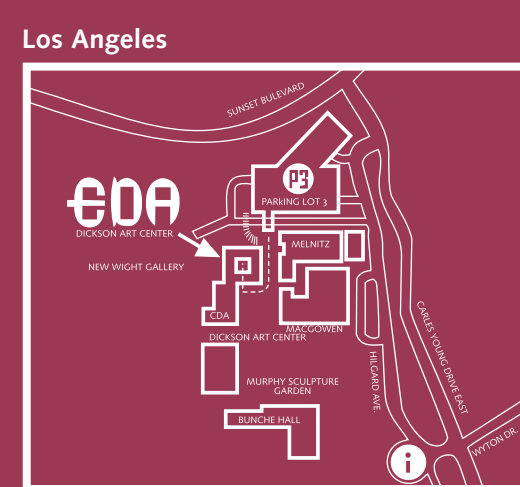 Los Angeles
SUNSET BULEVARD
P3
PARkING LOT 3
EDA
DICKSON ART CENTER
MELNITZ
NEW WIGHT GALLERY
CDA
MACGOWEN
DICKSON ART CENTER
CARLES YOUNG DRIVE EAST
HILGARD AVE.
MURPHY SCULPTURE
GARDEN
BUNCHE HALL
WYTON DR.
i